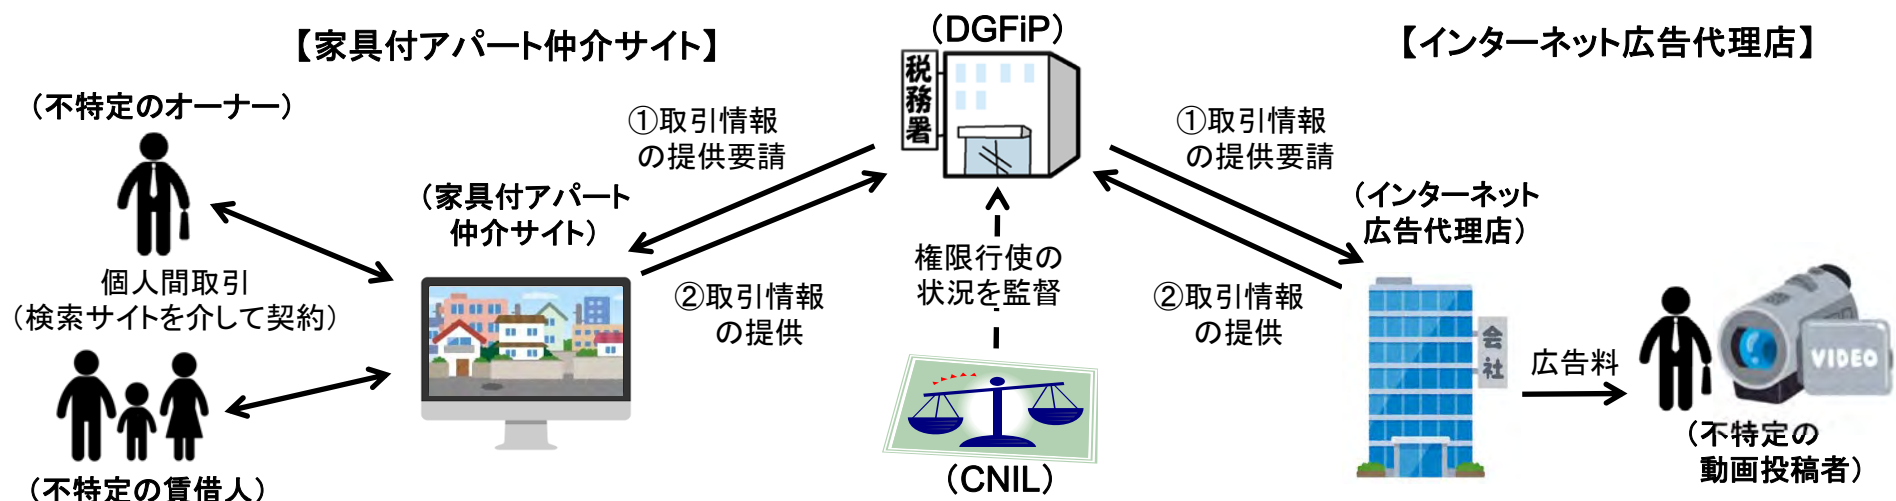 【家具付アパート仲介サイト】
(不特定のオーナー)
個人間取引
(検索サイトを介して契約)
(不特定の賃借人)
(家具付アパート
仲介サイト)
①取引情報
の提供要請
②取引情報
の提供
(DGFiP)
税務署
権限行使の
状況を監督
(CNIL)
【インターネット広告代理店】
①取引情報
の提供要請
②取引情報
の提供
(インターネット
広告代理店)
会社
広告料
VIDEO
(不特定の
動画投稿者)